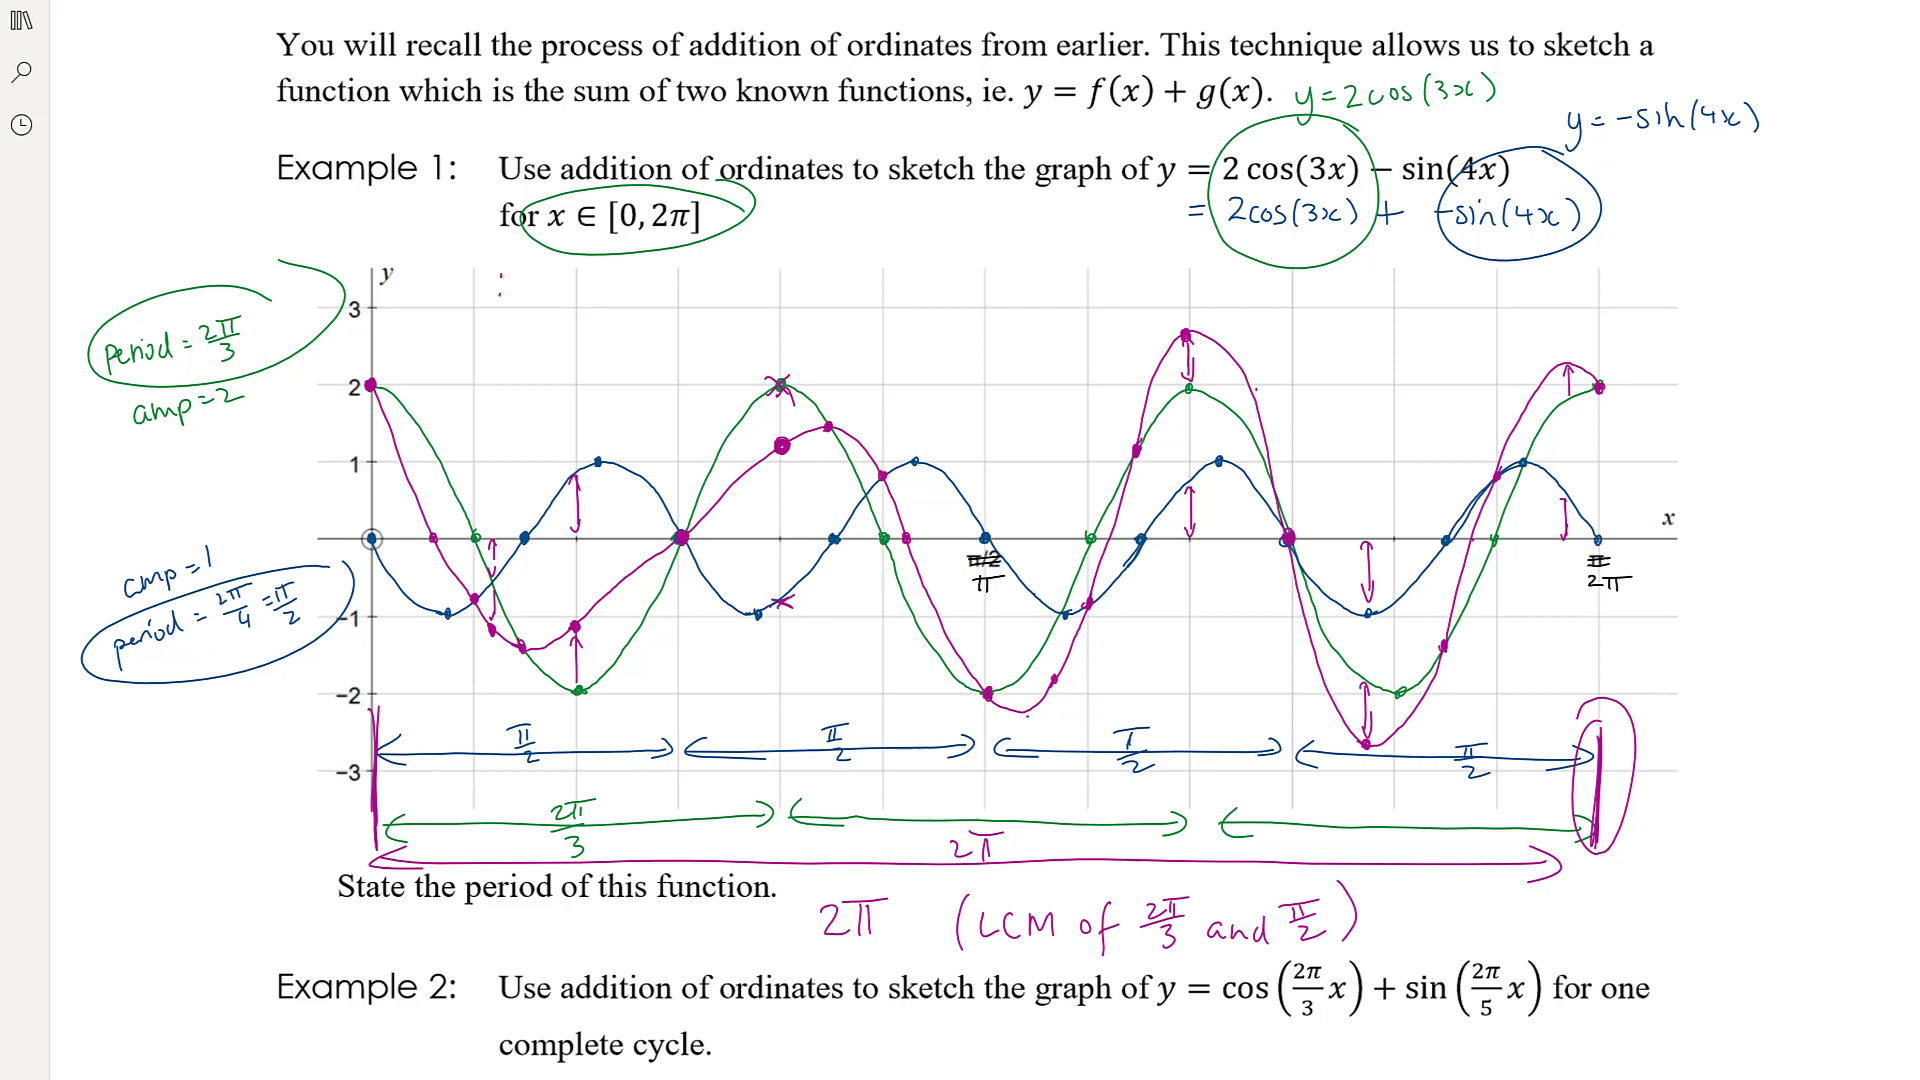 You will recall the process of addition of ordinates from earlier. This technique allows us to sketch a
function which is the sum of two known functions, ie. y = f(x) + g(x). y = 2cos(3x)
y = -sin(4x)
Example 1: Use addition of ordinates to sketch the graph of y = 2 cos(3x) − sin(4x)
for x ∈ [0, 2π]
= 2cos(3x) + -sin(4x)
y
3
period = 2π/3
2
amp = 2
1
x
π/2
π
π
2π
amp = 1
period = 2π/4 = π/2
−1
−2
π/2 π/2 π/2 π/2
−3
2π/3
2π
State the period of this function.
2π (LCM of 2π/3 and π/2)
Example 2: Use addition of ordinates to sketch the graph of y = cos(2π/3 x) + sin(2π/5 x) for one
complete cycle.